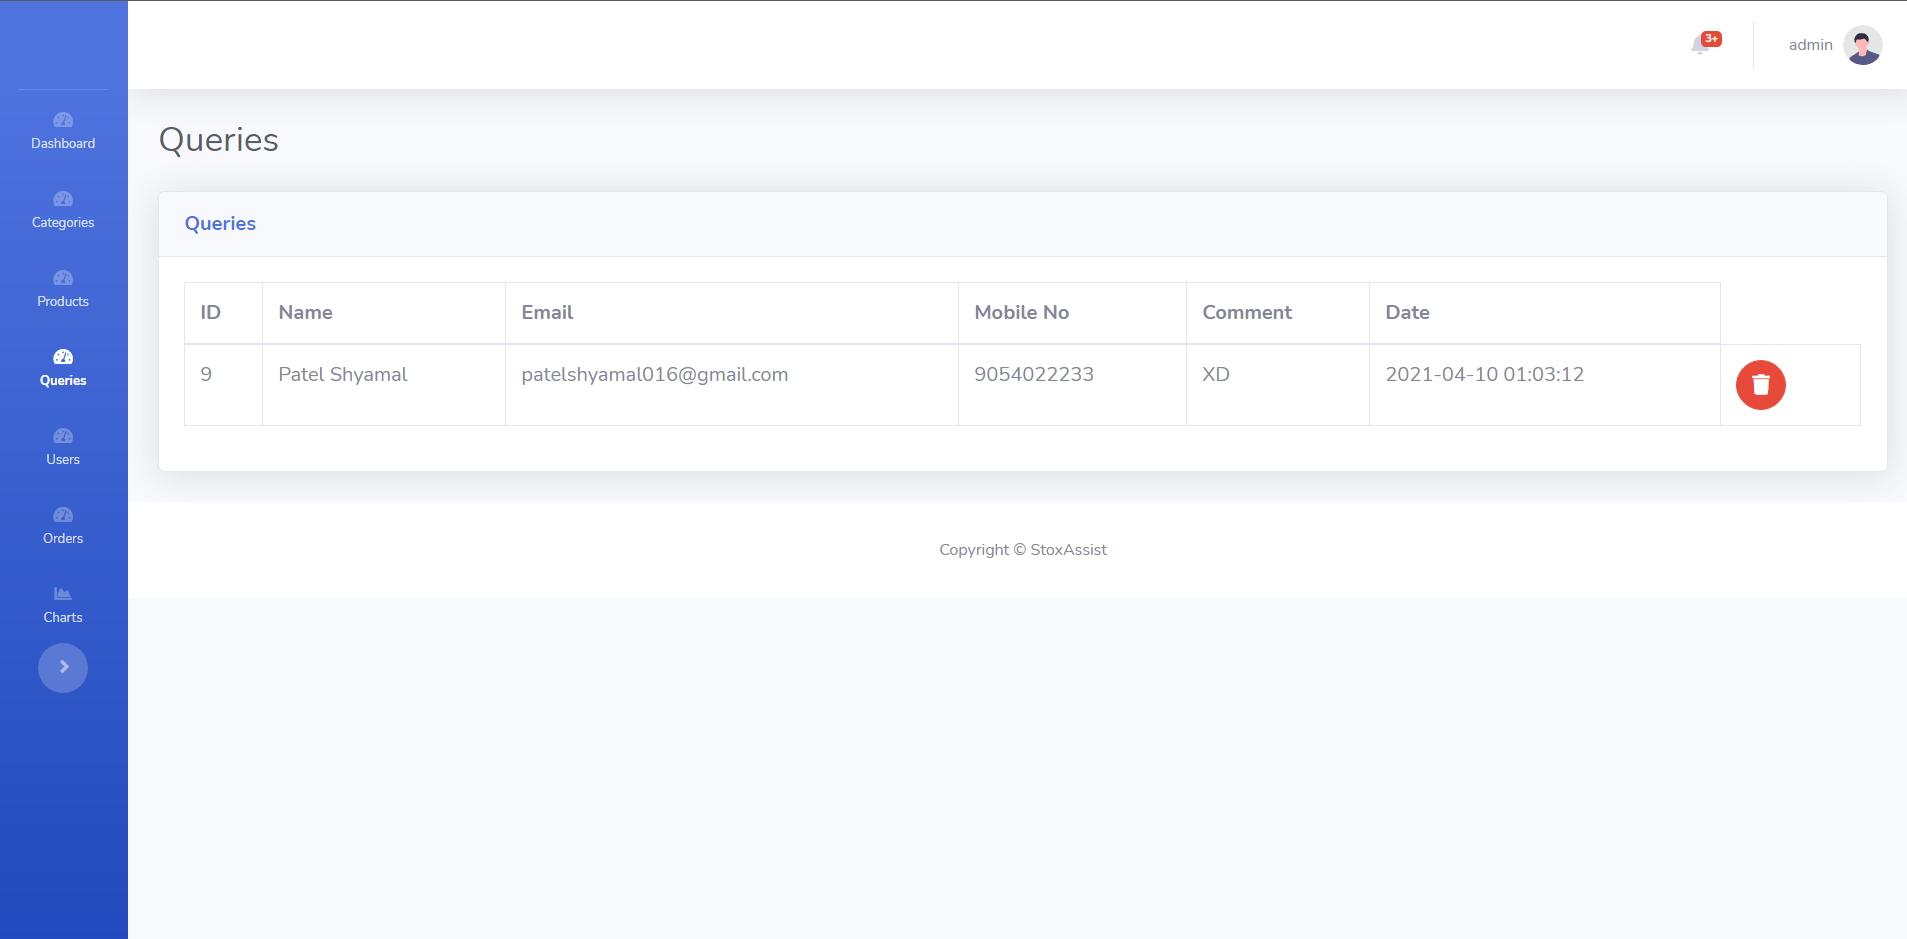 3+
admin
Dashboard
Categories
Products
Queries
Users
Orders
Charts
Queries
Queries
ID Name Email Mobile No Comment Date
9 Patel Shyamal patelshyamal016@gmail.com 9054022233 XD 2021-04-10 01:03:12
Copyright © StoxAssist